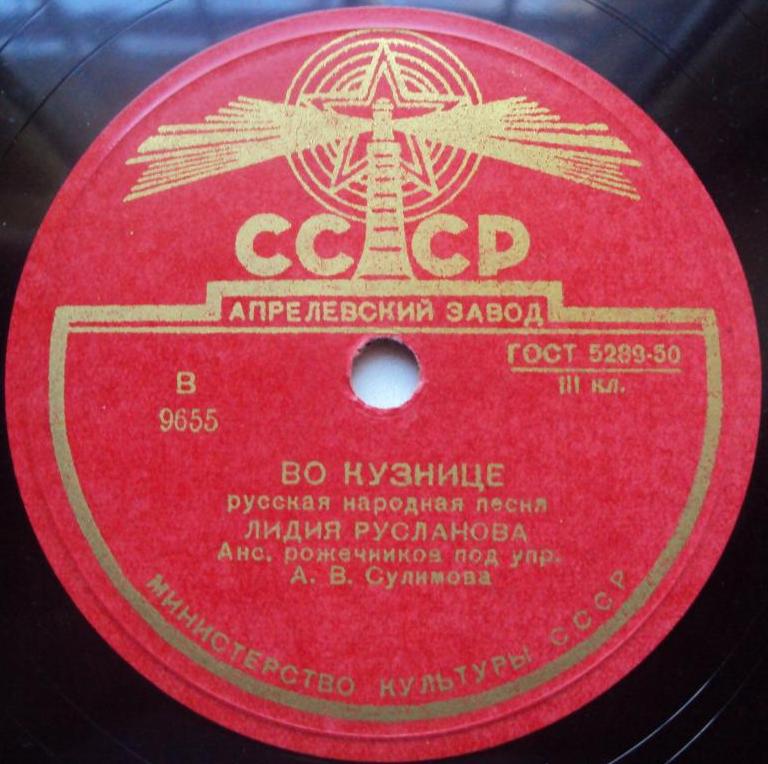 СССР
АПРЕЛЕВСКИЙ ЗАВОД
ГОСТ 5289-50
III кл.
В
9655
ВО КУЗНИЦЕ
русская народная песня
ЛИДИЯ РУСЛАНОВА
Анс. рожечников под упр.
А. В. Сулимова
МИНИСТЕРСТВО КУЛЬТУРЫ СССР